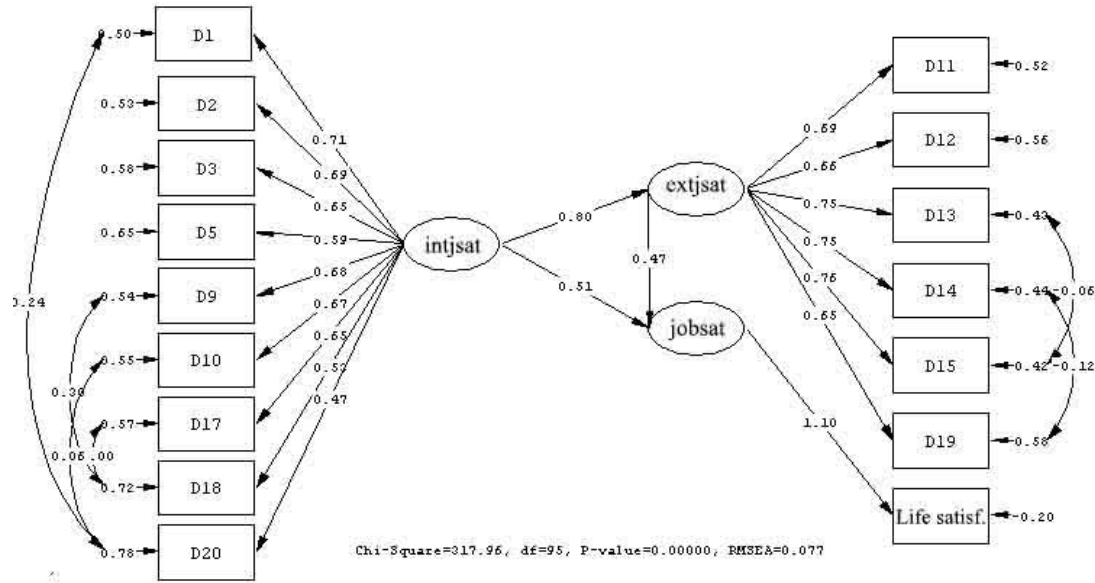 0.50 D1
0.53 D2
0.58 D3
0.65 D5
0.54 D9
0.55 D10
0.57 D17
0.72 D18
0.78 D20
0.24
0.30
.00
0.71
0.69
0.65
0.59
0.68
0.67
0.65
0.53
0.47
intjsat
0.80
0.51
extjsat
0.47
jobsat
0.69
0.66
0.75
0.75
0.76
0.65
1.10
D11 0.52
D12 0.56
D13 0.43
D14 0.44 -0.06
D15 0.42 -0.12
D19 0.58
Life satisf. -0.20
Chi-Square=317.96, df=95, P-value=0.00000, RMSEA=0.077